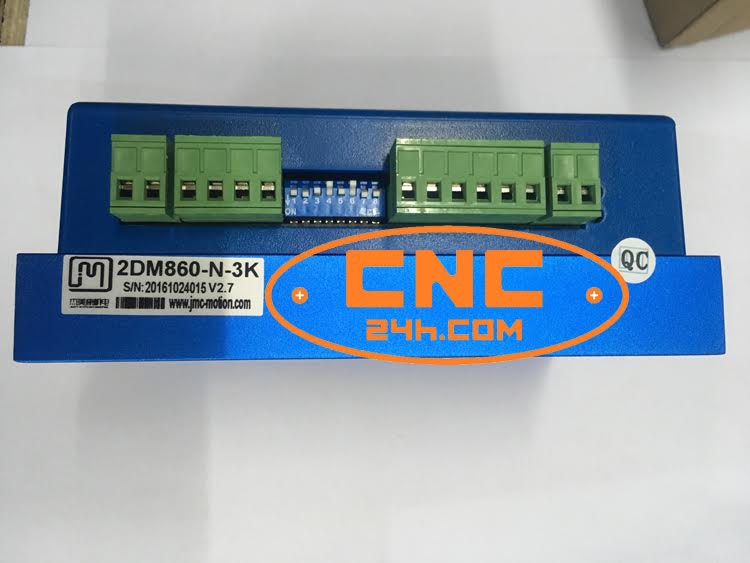 1 2 3 4 5 6 7 8
ON
2DM860-N-3K
S/N:20161024015 V2.7
www.jmc-motion.com
QC
CNC
24h.COM